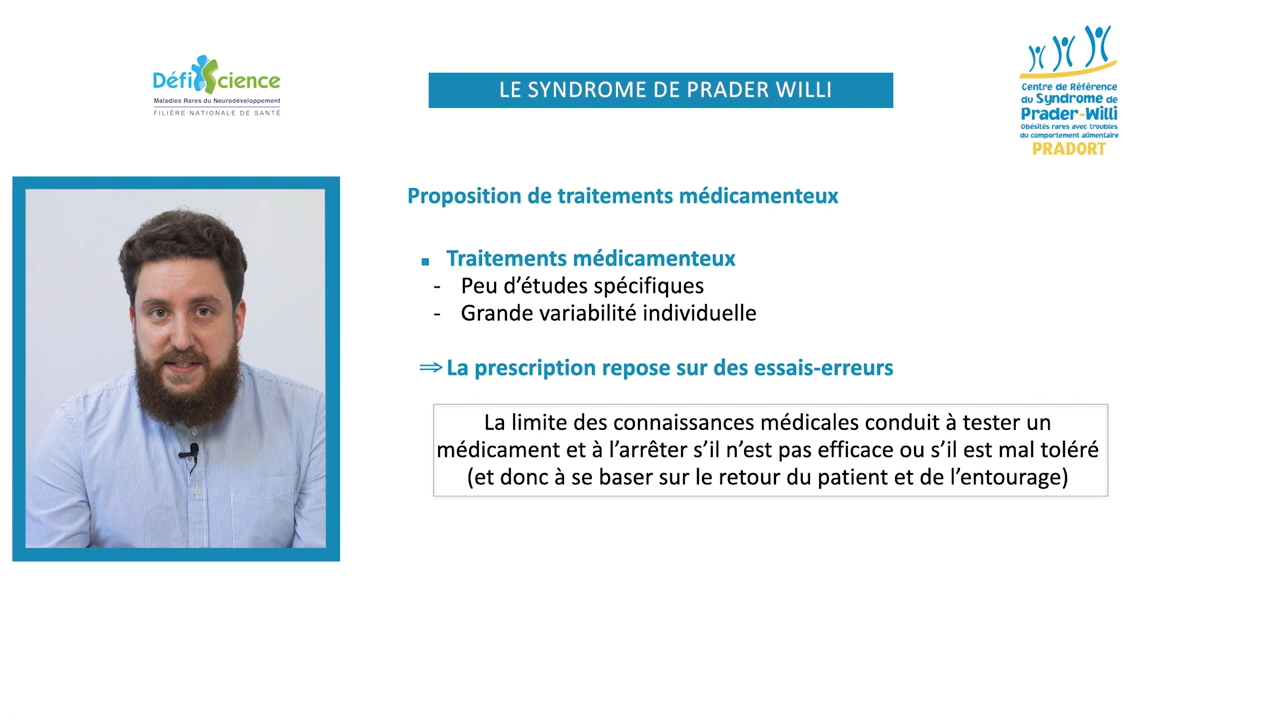 DéfiScience
Maladies Rares du Neurodéveloppement
FILIÈRE NATIONALE DE SANTÉ
LE SYNDROME DE PRADER WILLI
Centre de Référence
du Syndrome de
Prader-Willi
Obésités rares avec troubles
du comportement alimentaire
PRADORT
Proposition de traitements médicamenteux
▪ Traitements médicamenteux
- Peu d’études spécifiques
- Grande variabilité individuelle
⇒ La prescription repose sur des essais-erreurs
La limite des connaissances médicales conduit à tester un
médicament et à l’arrêter s’il n’est pas efficace ou s’il est mal toléré
(et donc à se baser sur le retour du patient et de l’entourage)